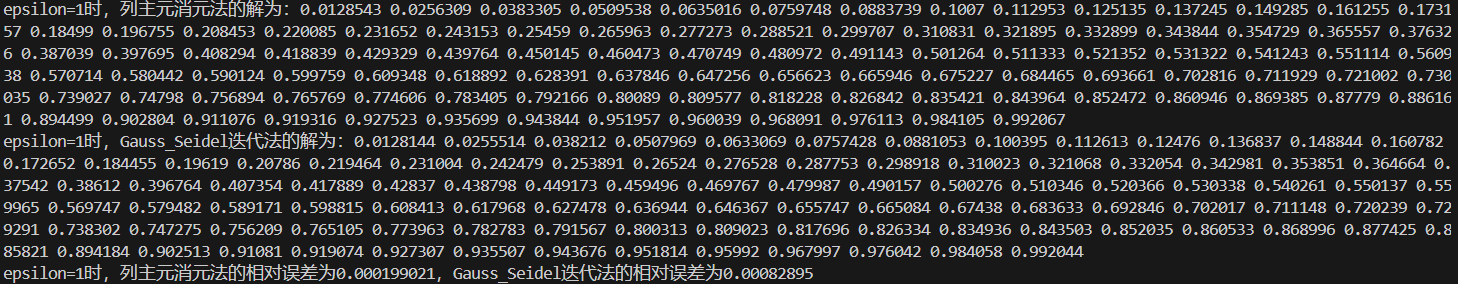 epsilon=1时，列主元消元法的解为：0.0128543 0.0256309 0.0383305 0.0509538 0.0635016 0.0759748 0.0883739 0.1007 0.112953 0.125135 0.137245 0.149285 0.161255 0.1731
57 0.18499 0.196755 0.208453 0.220085 0.231652 0.243153 0.25459 0.265963 0.277273 0.288521 0.299707 0.310831 0.321895 0.332899 0.343844 0.354729 0.365557 0.37632
6 0.387039 0.397695 0.408294 0.418839 0.429329 0.439764 0.450145 0.460473 0.470749 0.480972 0.491143 0.501264 0.511333 0.521352 0.531322 0.541243 0.551114 0.5609
38 0.570714 0.580442 0.590124 0.599759 0.609348 0.618892 0.628391 0.637846 0.647256 0.656623 0.665946 0.675227 0.684465 0.693661 0.702816 0.711929 0.721002 0.730
035 0.739027 0.74798 0.756894 0.765769 0.774606 0.783405 0.792166 0.80089 0.809577 0.818228 0.826842 0.835421 0.843964 0.852472 0.860946 0.869385 0.87779 0.88616
1 0.894499 0.902804 0.911076 0.919316 0.927523 0.935699 0.943844 0.951957 0.960039 0.968091 0.976113 0.984105 0.992067
epsilon=1时，Gauss_Seidel迭代法的解为：0.0128144 0.0255514 0.038212 0.0507969 0.0633069 0.0757428 0.0881053 0.100395 0.112613 0.12476 0.136837 0.148844 0.160782
0.172652 0.184455 0.19619 0.20786 0.219464 0.231004 0.242479 0.253891 0.26524 0.276528 0.287753 0.298918 0.310023 0.321068 0.332054 0.342981 0.353851 0.364664 0.
37542 0.38612 0.396764 0.407354 0.417889 0.42837 0.438798 0.449173 0.459496 0.469767 0.479987 0.490157 0.500276 0.510346 0.520366 0.530338 0.540261 0.550137 0.55
9965 0.569747 0.579482 0.589171 0.598815 0.608413 0.617968 0.627478 0.636944 0.646367 0.655747 0.665084 0.67438 0.683633 0.692846 0.702017 0.711148 0.720239 0.72
9291 0.738302 0.747275 0.756209 0.765105 0.773963 0.782783 0.791567 0.800313 0.809023 0.817696 0.826334 0.834936 0.843503 0.852035 0.860533 0.868996 0.877425 0.8
85821 0.894184 0.902513 0.91081 0.919074 0.927307 0.935507 0.943676 0.951814 0.95992 0.967997 0.976042 0.984058 0.992044
epsilon=1时，列主元消元法的相对误差为0.000199021，Gauss_Seidel迭代法的相对误差为0.00082895